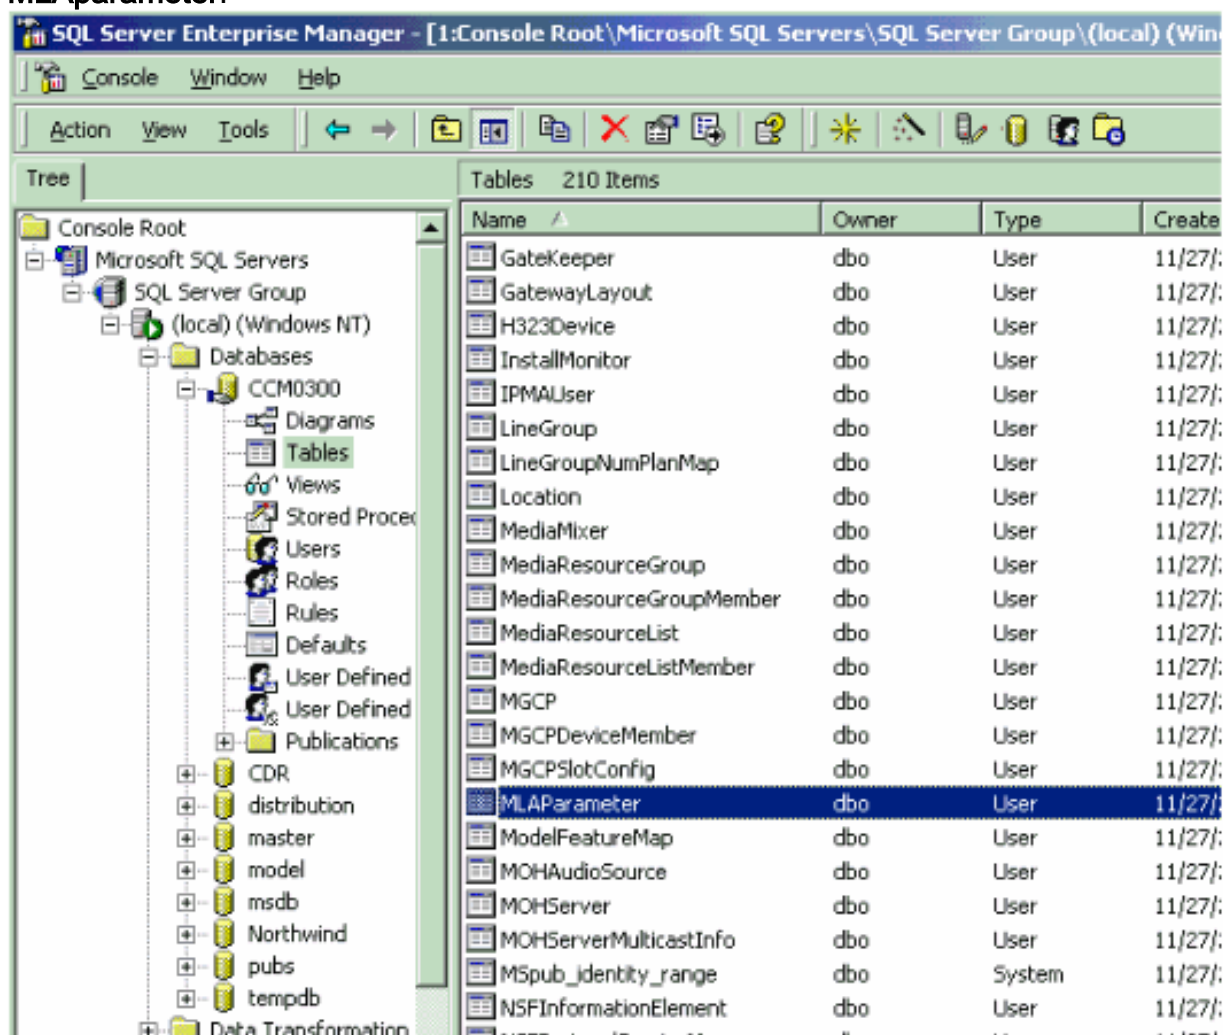 MLAparameter.
SQL Server Enterprise Manager - [1:Console Root\Microsoft SQL Servers\SQL Server Group\(local) (Win
Console Window Help
Action View Tools
Tree
Tables 210 Items
Console Root
Microsoft SQL Servers
SQL Server Group
(local) (Windows NT)
Databases
CCM0300
Diagrams
Tables
Views
Stored Proce
Users
Roles
Rules
Defaults
User Defined
User Defined
Publications
CDR
distribution
master
model
msdb
Northwind
pubs
tempdb
Data Transformation
Name Owner Type Create
GateKeeper dbo User 11/27/
GatewayLayout dbo User 11/27/
H323Device dbo User 11/27/
InstallMonitor dbo User 11/27/
IPMAUser dbo User 11/27/
LineGroup dbo User 11/27/
LineGroupNumPlanMap dbo User 11/27/
Location dbo User 11/27/
MediaMixer dbo User 11/27/
MediaResourceGroup dbo User 11/27/
MediaResourceGroupMember dbo User 11/27/
MediaResourceList dbo User 11/27/
MediaResourceListMember dbo User 11/27/
MGCP dbo User 11/27/
MGCPDeviceMember dbo User 11/27/
MGCPSlotConfig dbo User 11/27/
MLAParameter dbo User 11/27/
ModelFeatureMap dbo User 11/27/
MOHAudioSource dbo User 11/27/
MOHServer dbo User 11/27/
MOHServerMulticastInfo dbo User 11/27/
MSpub_identity_range dbo System 11/27/
NSFInformationElement dbo User 11/27/